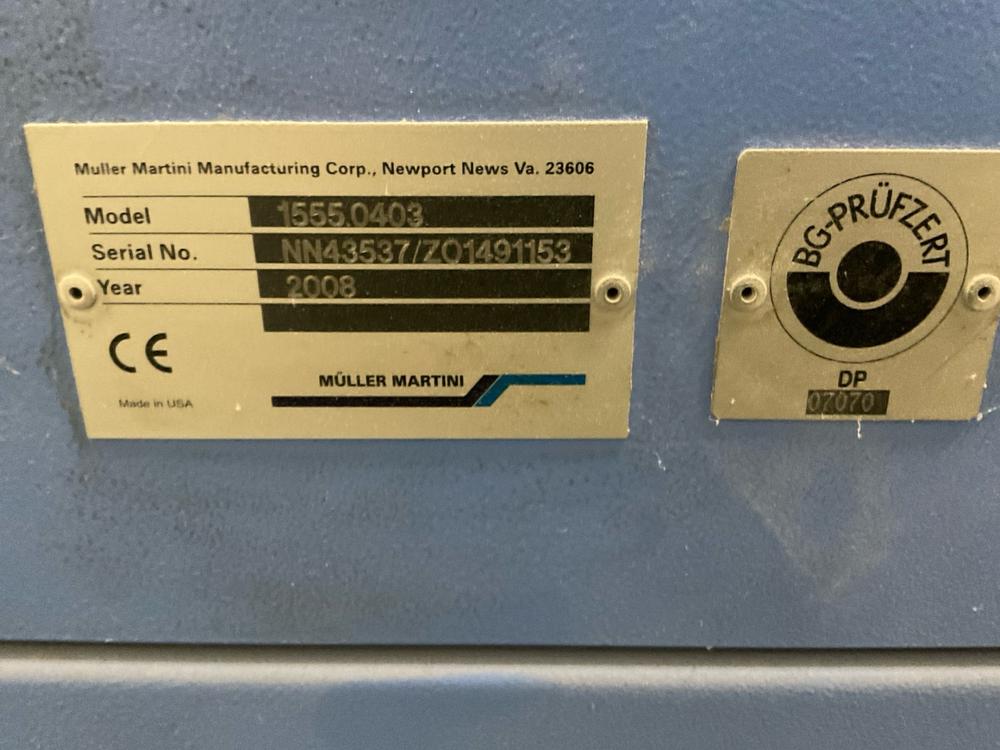 Muller Martini Manufacturing Corp., Newport News Va. 23606
Model 1555.0403
Serial No. NN43537/ZO1491153
Year 2008
CE
MÜLLER MARTINI
Made in USA
BG-PRÜFZERT
DP
07070